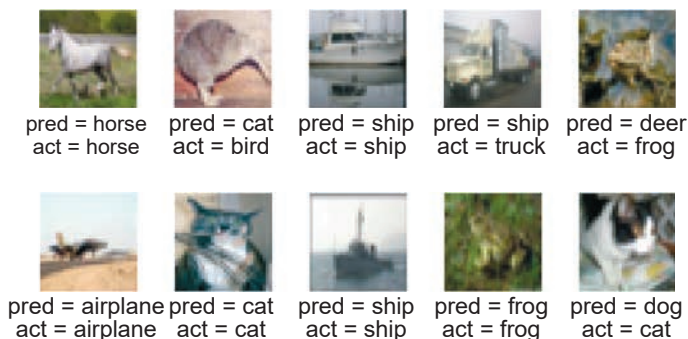 pred = horse pred = cat pred = ship pred = ship pred = deer
act = horse act = bird act = ship act = truck act = frog
pred = airplane pred = cat pred = ship pred = frog pred = dog
act = airplane act = cat act = ship act = frog act = cat